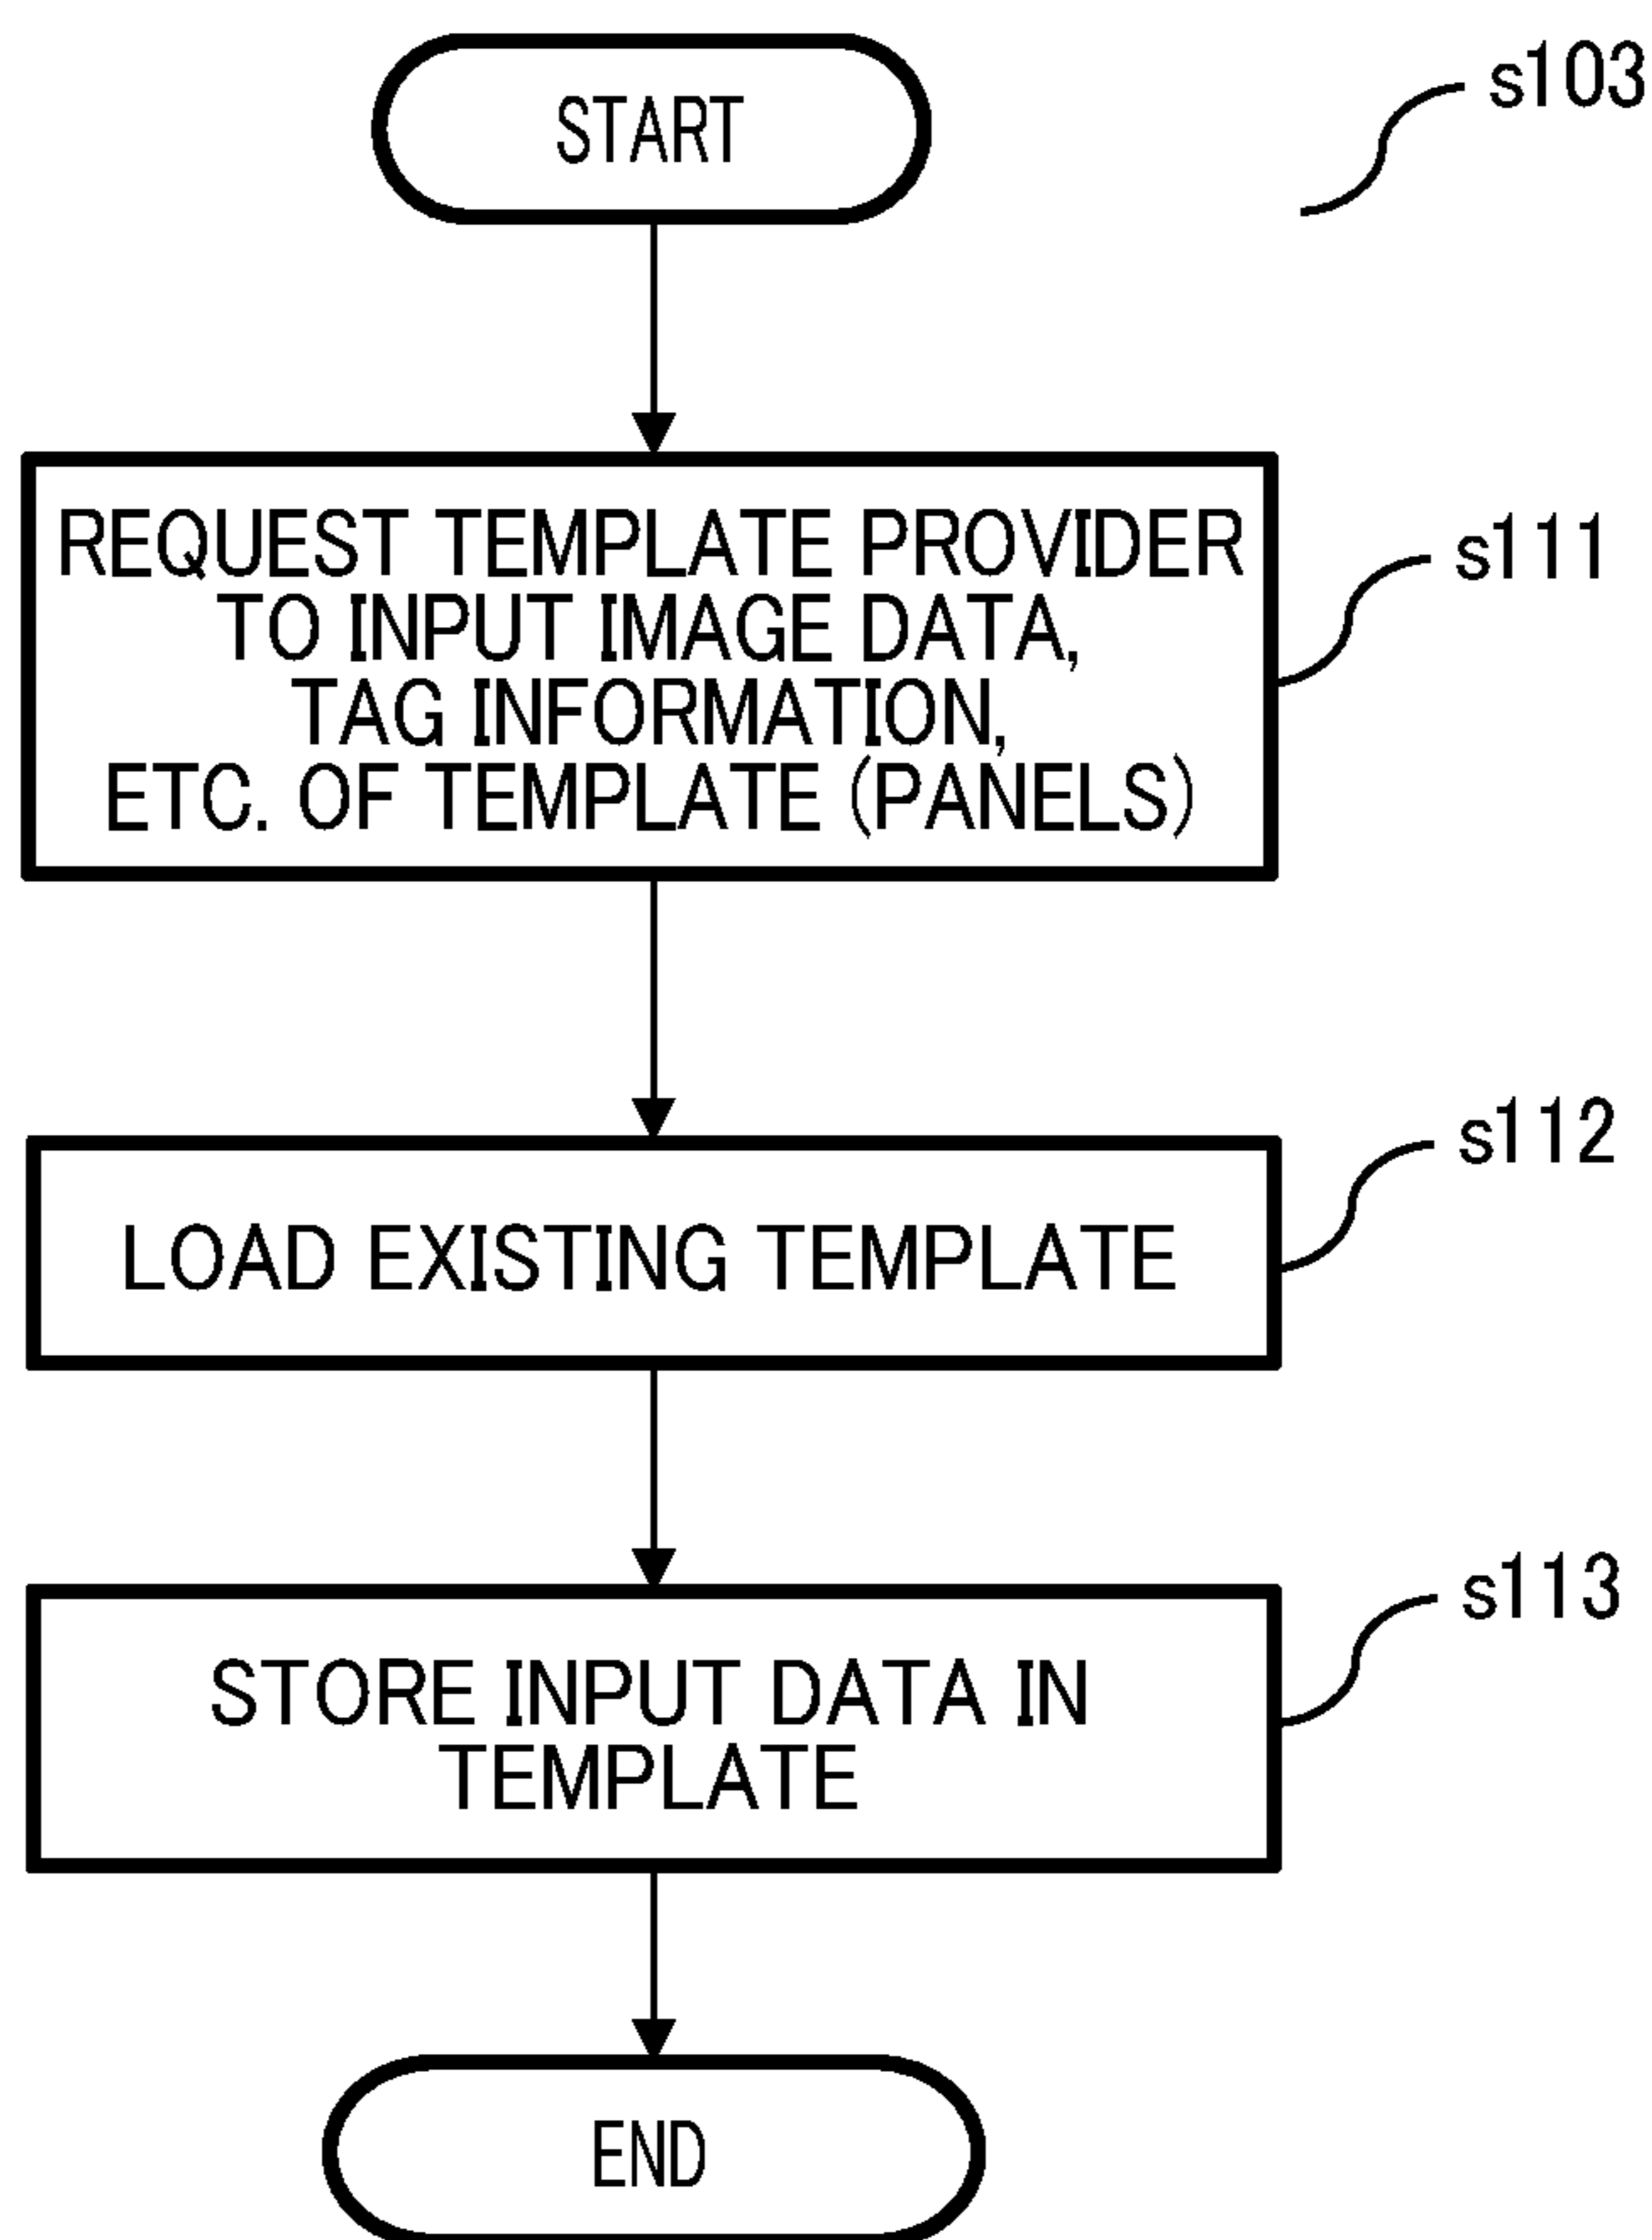 START
s103
REQUEST TEMPLATE PROVIDER
TO INPUT IMAGE DATA,
TAG INFORMATION,
ETC. OF TEMPLATE (PANELS)
s111
LOAD EXISTING TEMPLATE
s112
STORE INPUT DATA IN
TEMPLATE
s113
END